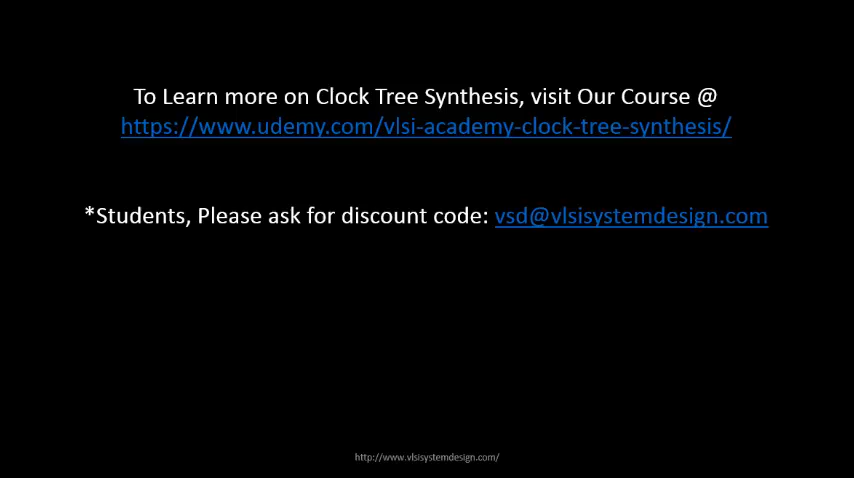 To Learn more on Clock Tree Synthesis, visit Our Course @
https://www.udemy.com/vlsi-academy-clock-tree-synthesis/
*Students, Please ask for discount code: vsd@vlsisystemdesign.com
http://www.vlsisystemdesign.com/